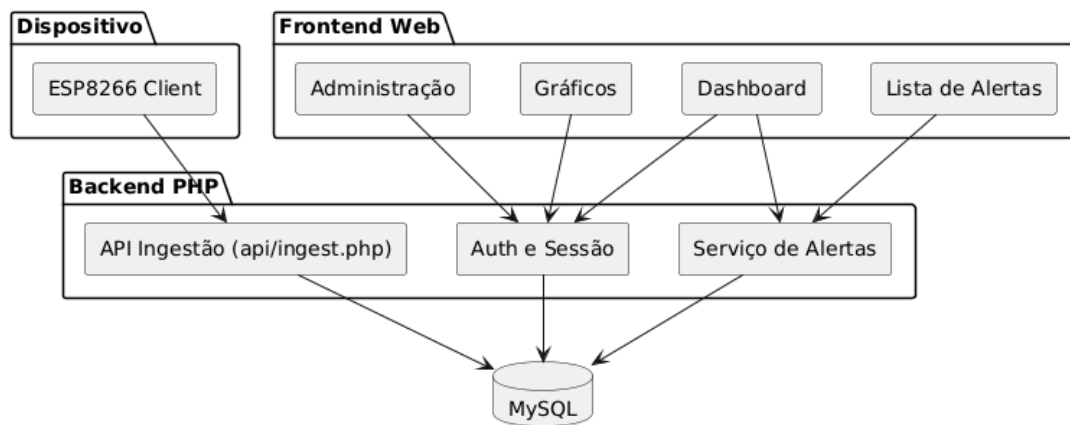 Dispositivo
Frontend Web
ESP8266 Client
Administração
Gráficos
Dashboard
Lista de Alertas
Backend PHP
API Ingestão (api/ingest.php)
Auth e Sessão
Serviço de Alertas
MySQL